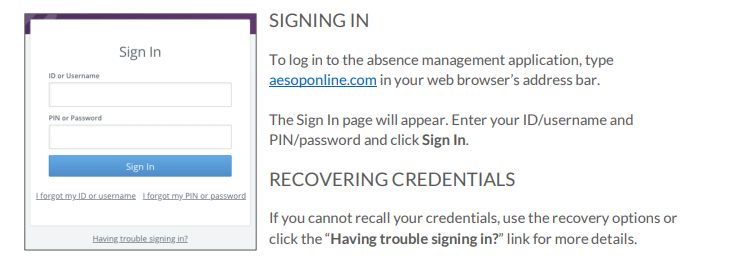 Sign In
ID or Username
PIN or Password
Sign In
I forgot my ID or username I forgot my PIN or password
Having trouble signing in?
SIGNING IN
To log in to the absence management application, type
aesoponline.com in your web browser's address bar.
The Sign In page will appear. Enter your ID/username and
PIN/password and click Sign In.
RECOVERING CREDENTIALS
If you cannot recall your credentials, use the recovery options or
click the “Having trouble signing in?” link for more details.